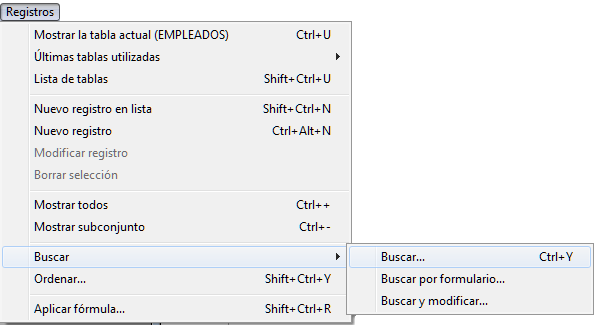 Registros
Mostrar la tabla actual (EMPLEADOS) Ctrl+U
Últimas tablas utilizadas
Lista de tablas Shift+Ctrl+U
Nuevo registro en lista Shift+Ctrl+N
Nuevo registro Ctrl+Alt+N
Modificar registro
Borrar selección
Mostrar todos Ctrl++
Mostrar subconjunto Ctrl+-
Buscar
Buscar... Ctrl+Y
Ordenar... Shift+Ctrl+Y
Buscar por formulario...
Buscar y modificar...
Aplicar fórmula... Shift+Ctrl+R